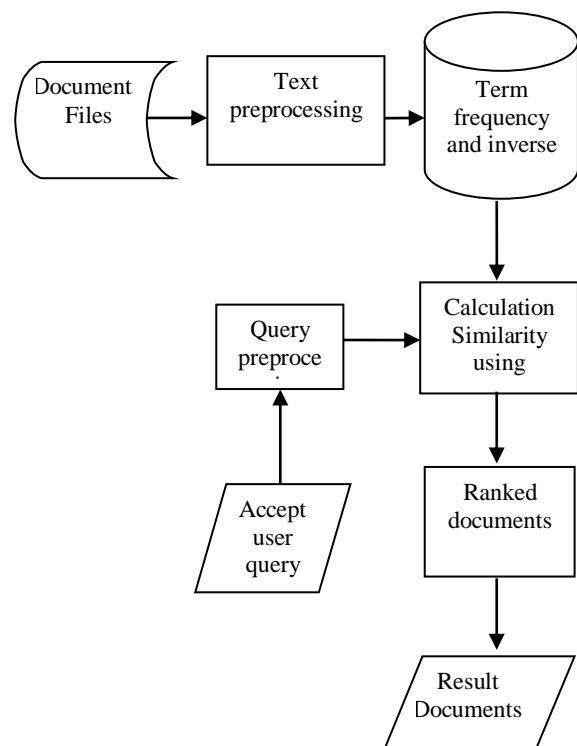 Document
Files
Text
preprocessing
Term
frequency
and inverse
Query
preproce
Calculation
Similarity
using
Accept
user
query
Ranked
documents
Result
Documents